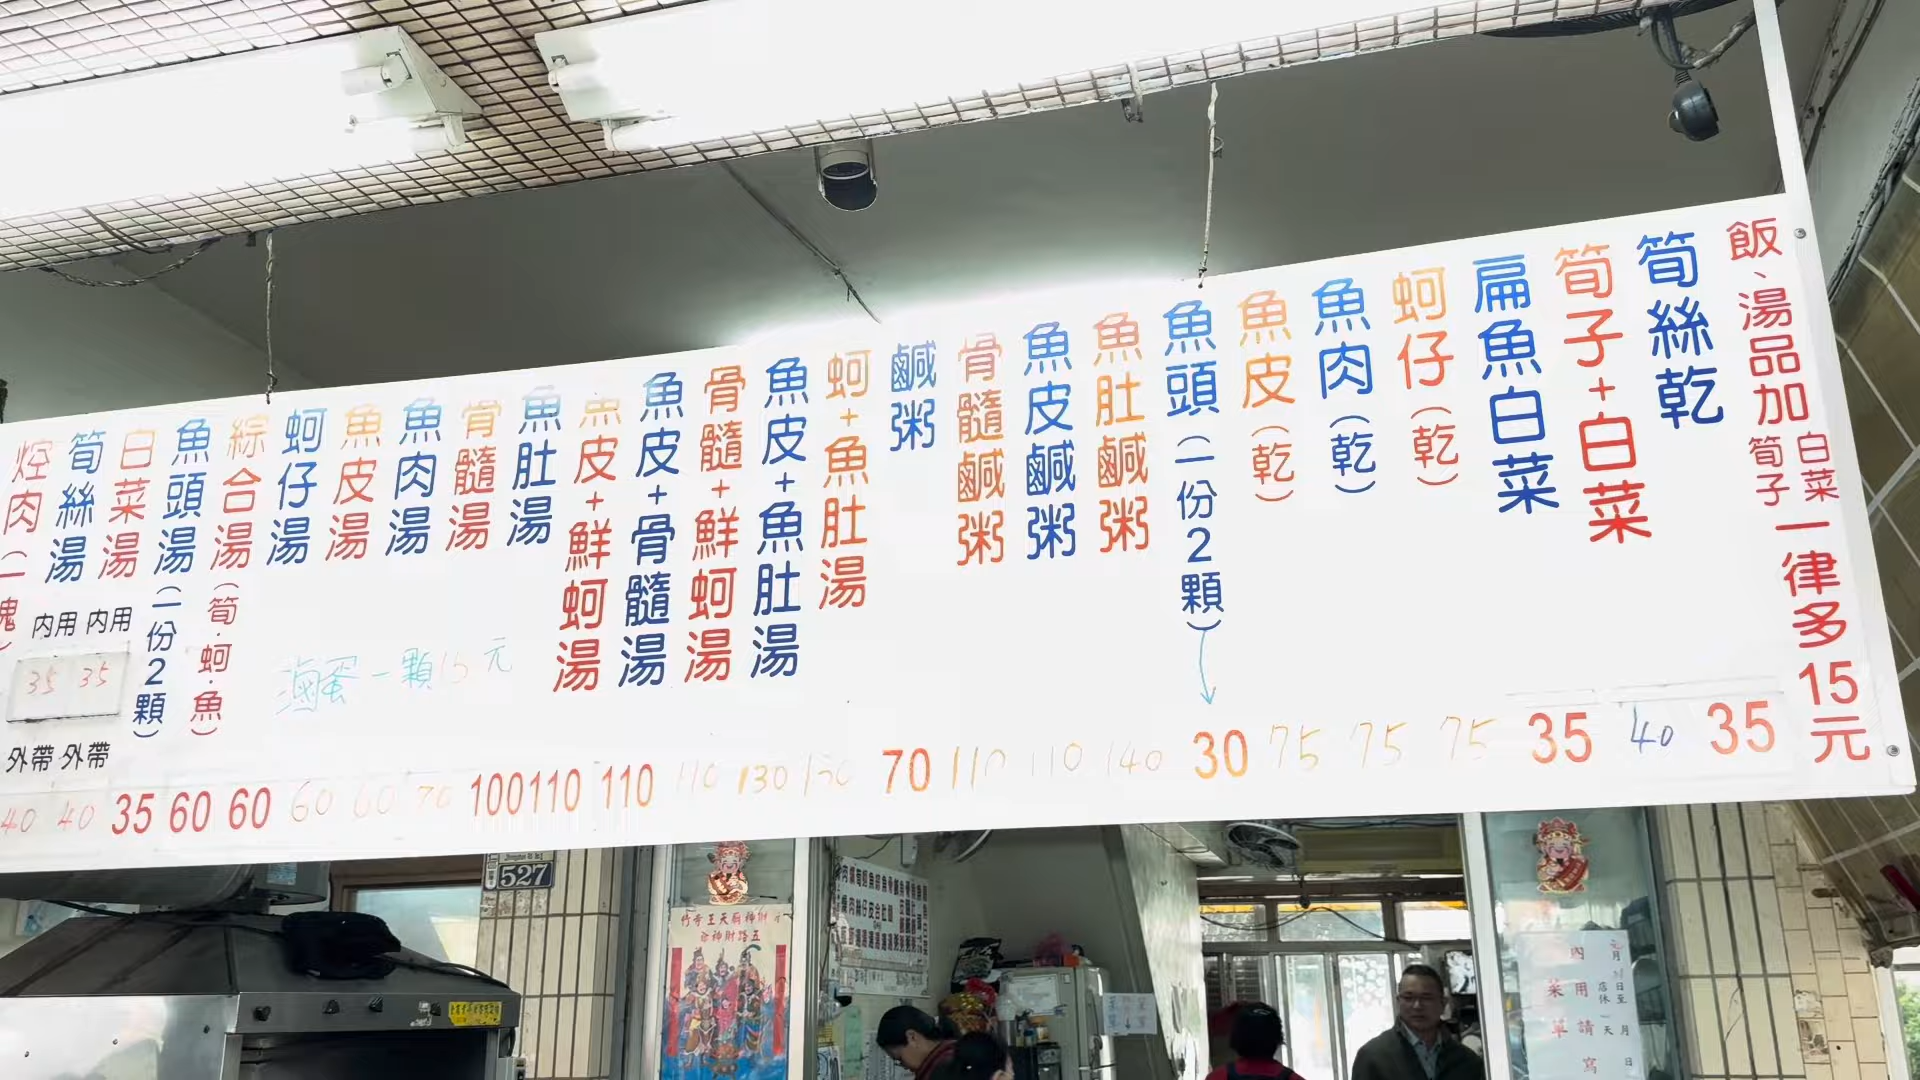 飯、湯品加白菜筍子一律多15元
筍絲乾 35
筍子+白菜 40
扁魚白菜 35
蚵仔(乾) 75
魚肉(乾) 75
魚皮(乾) 75
魚頭(一份2顆) 30
魚肚鹹粥 140
魚皮鹹粥 110
骨髓鹹粥 110
鹹粥 70
蚵+魚肚湯
魚皮+魚肚湯 130
骨髓+鮮蚵湯 110
魚皮+骨髓湯 110
魚皮+鮮蚵湯 110
魚肚湯 100
骨髓湯 70
魚肉湯 60
魚皮湯 60
蚵仔湯 60
綜合湯(筍.蚵.魚) 60
魚頭湯(一份2顆) 35
白菜湯 內用 35 外帶 40
筍絲湯 內用 35 外帶 40
焢肉(一塊)
滷蛋一顆15元
527